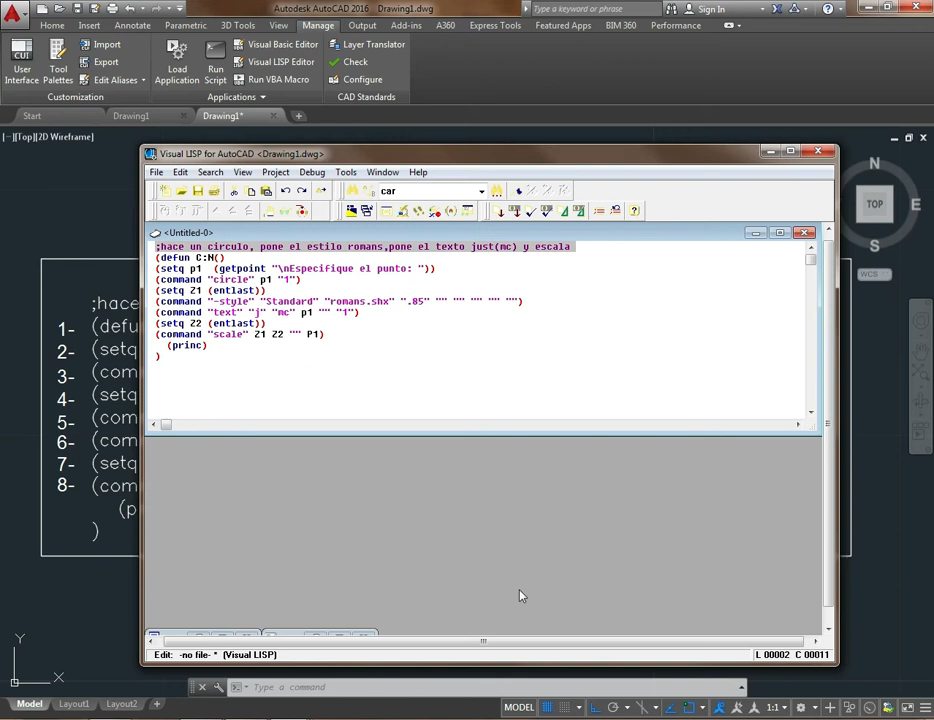 Autodesk AutoCAD 2016 Drawing1.dwg
Type a keyword or phrase
Sign In
Home Insert Annotate Parametric 3D Tools View Manage Output Add-ins A360 Express Tools Featured Apps BIM 360 Performance
CUI
User Interface
Tool Palettes
Import
Export
Edit Aliases
Customization
Load Application
Run Script
Visual Basic Editor
Visual LISP Editor
Run VBA Macro
Applications
Layer Translator
Check
Configure
CAD Standards
Start Drawing1 Drawing1*
[−][Top][2D Wireframe]
N
TOP
E
S
WCS
Visual LISP for AutoCAD <Drawing1.dwg>
File Edit Search View Project Debug Tools Window Help
car
<Untitled-0>
;hace un circulo, pone el estilo romans,pone el texto just(mc) y escala
(defun C:N()
(setq p1 (getpoint "\nEspecifique el punto: "))
(command "circle" p1 "1")
(setq Z1 (entlast))
(command "-style" "Standard" "romans.shx" ".85" "" "" "" "" "")
(command "text" "j" "mc" p1 "" "1")
(setq Z2 (entlast))
(command "scale" Z1 Z2 "" P1)
(princ)
)
;hace
1- (defu
2- (setq
3- (com
4- (setq
5- (com
6- (com
7- (setq
8- (com
(p
)
Edit: -no file- * (Visual LISP)
L 00002 C 00011
Y
X
Type a command
Model Layout1 Layout2
MODEL
1:1